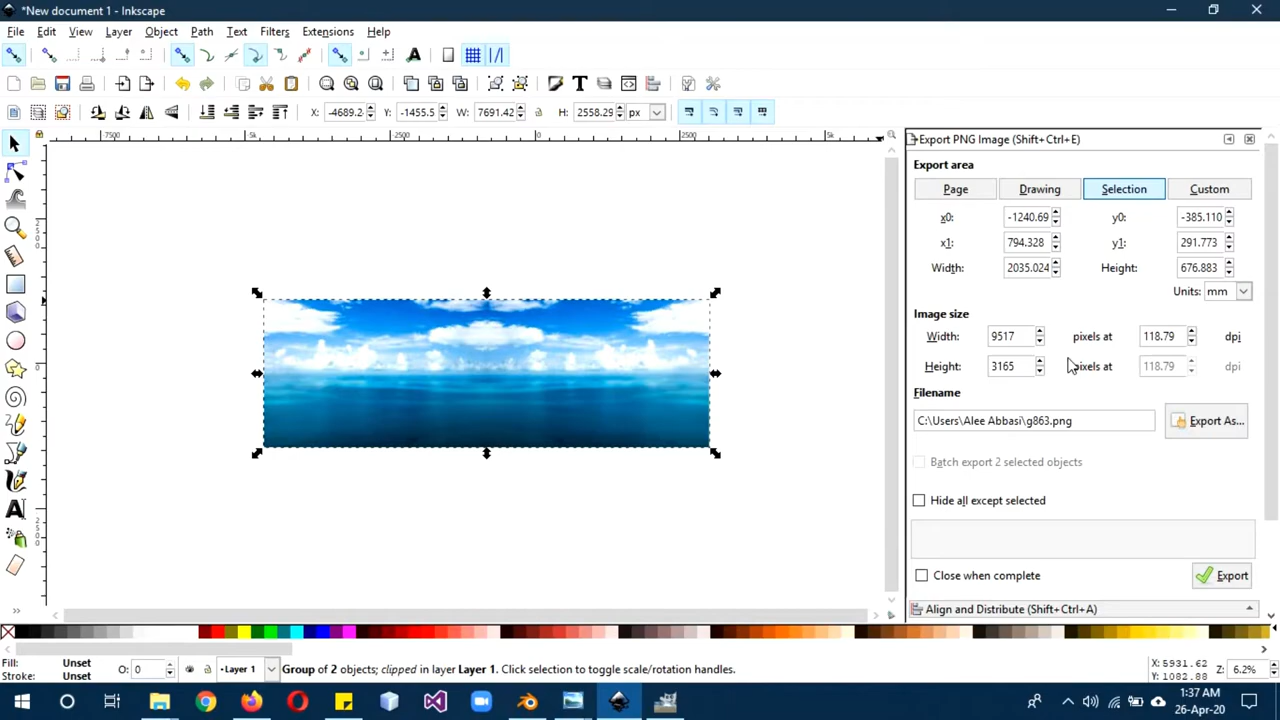 *New document 1 - Inkscape
File Edit View Layer Object Path Text Filters Extensions Help
X: -4689.2 Y: -1455.5 W: 7691.42 H: 2558.29 px
-7500 -5k -2500 0 2500 5k
Export PNG Image (Shift+Ctrl+E)
Export area
Page Drawing Selection Custom
x0: -1240.69 y0: -385.110
x1: 794.328 y1: 291.773
Width: 2035.024 Height: 676.883
Units: mm
Image size
Width: 9517 pixels at 118.79 dpi
Height: 3165 pixels at 118.79 dpi
Filename
C:\Users\Alee Abbasi\g863.png Export As...
Batch export 2 selected objects
Hide all except selected
Close when complete Export
Align and Distribute (Shift+Ctrl+A)
Fill: Unset
Stroke: Unset
O: 0
Layer 1
Group of 2 objects; clipped in layer Layer 1. Click selection to toggle scale/rotation handles.
X: 5931.62
Y: 1082.88
Z: 6.2%
1:37 AM
26-Apr-20